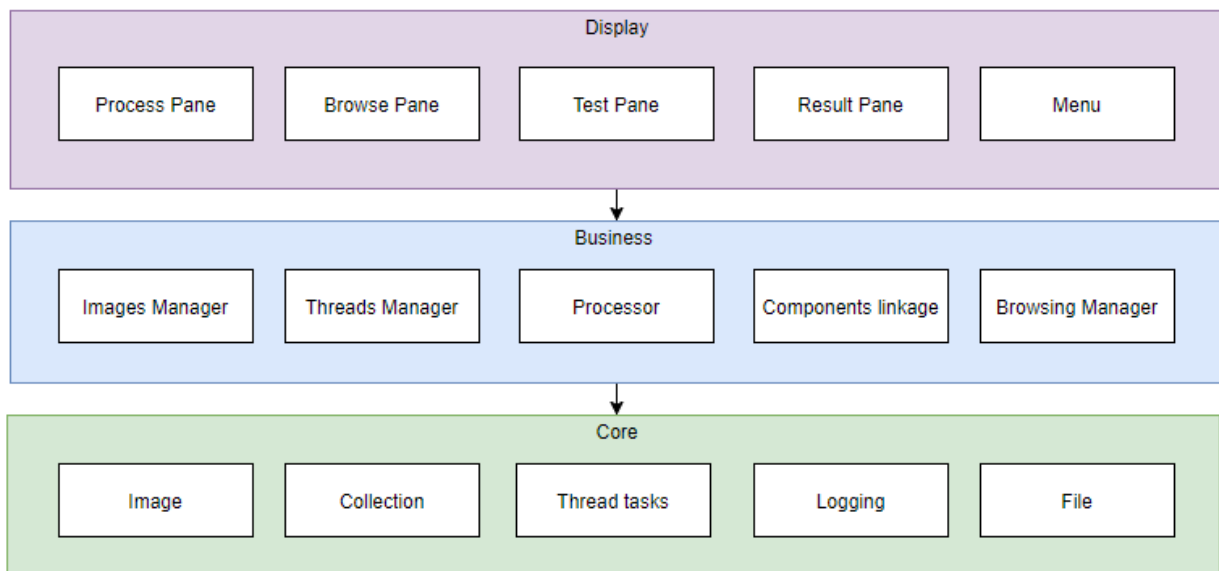 Display
Process Pane
Browse Pane
Test Pane
Result Pane
Menu
Business
Images Manager
Threads Manager
Processor
Components linkage
Browsing Manager
Core
Image
Collection
Thread tasks
Logging
File